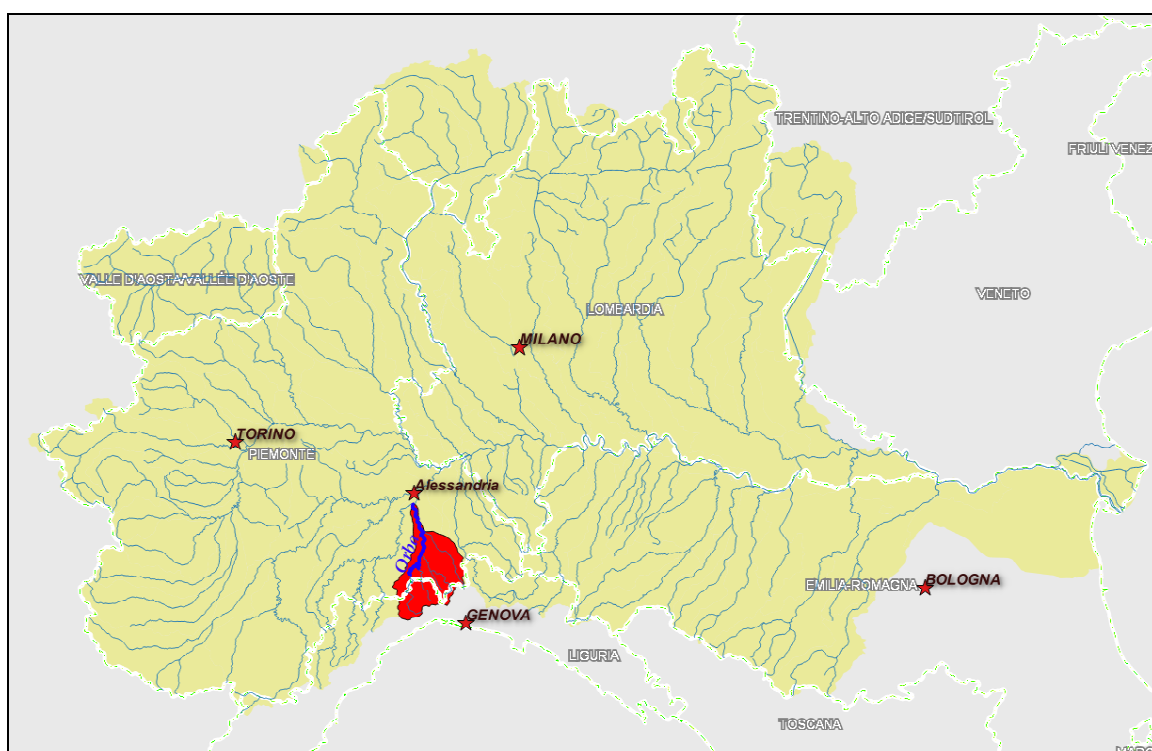 TRENTINO-ALTO ADIGE/SUDTIROL
FRIULI VENEZ
VALLE D'AOSTA/VALLÉE D'AOSTE
VENETO
LOMBARDIA
MILANO
TORINO
PIEMONTE
Alessandria
Orba
EMILIA-ROMAGNA
BOLOGNA
GENOVA
LIGURIA
TOSCANA
MARC